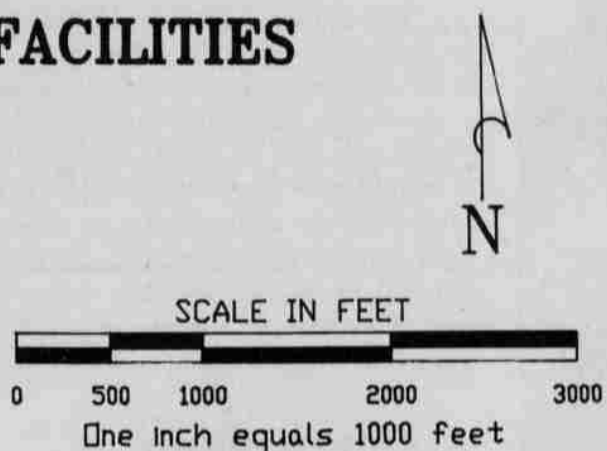 FACILITIES
N
SCALE IN FEET
0 500 1000 2000 3000
One inch equals 1000 feet